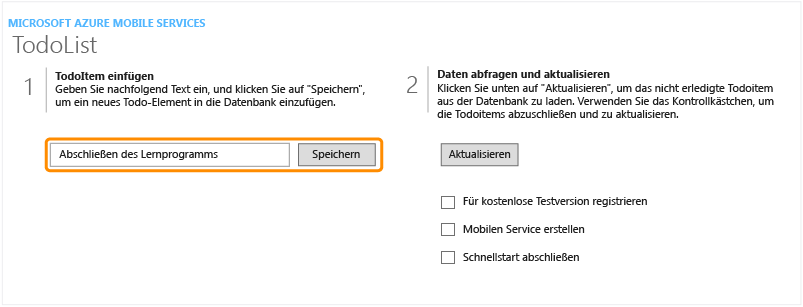 MICROSOFT AZURE MOBILE SERVICES
TodoList
1
TodoItem einfügen
Geben Sie nachfolgend Text ein, und klicken Sie auf "Speichern",
um ein neues Todo-Element in die Datenbank einzufügen.
Abschließen des Lernprogramms
Speichern
2
Daten abfragen und aktualisieren
Klicken Sie unten auf "Aktualisieren", um das nicht erledigte Todoitem
aus der Datenbank zu laden. Verwenden Sie das Kontrollkästchen, um
die Todoitems abzuschließen und zu aktualisieren.
Aktualisieren
Für kostenlose Testversion registrieren
Mobilen Service erstellen
Schnellstart abschließen